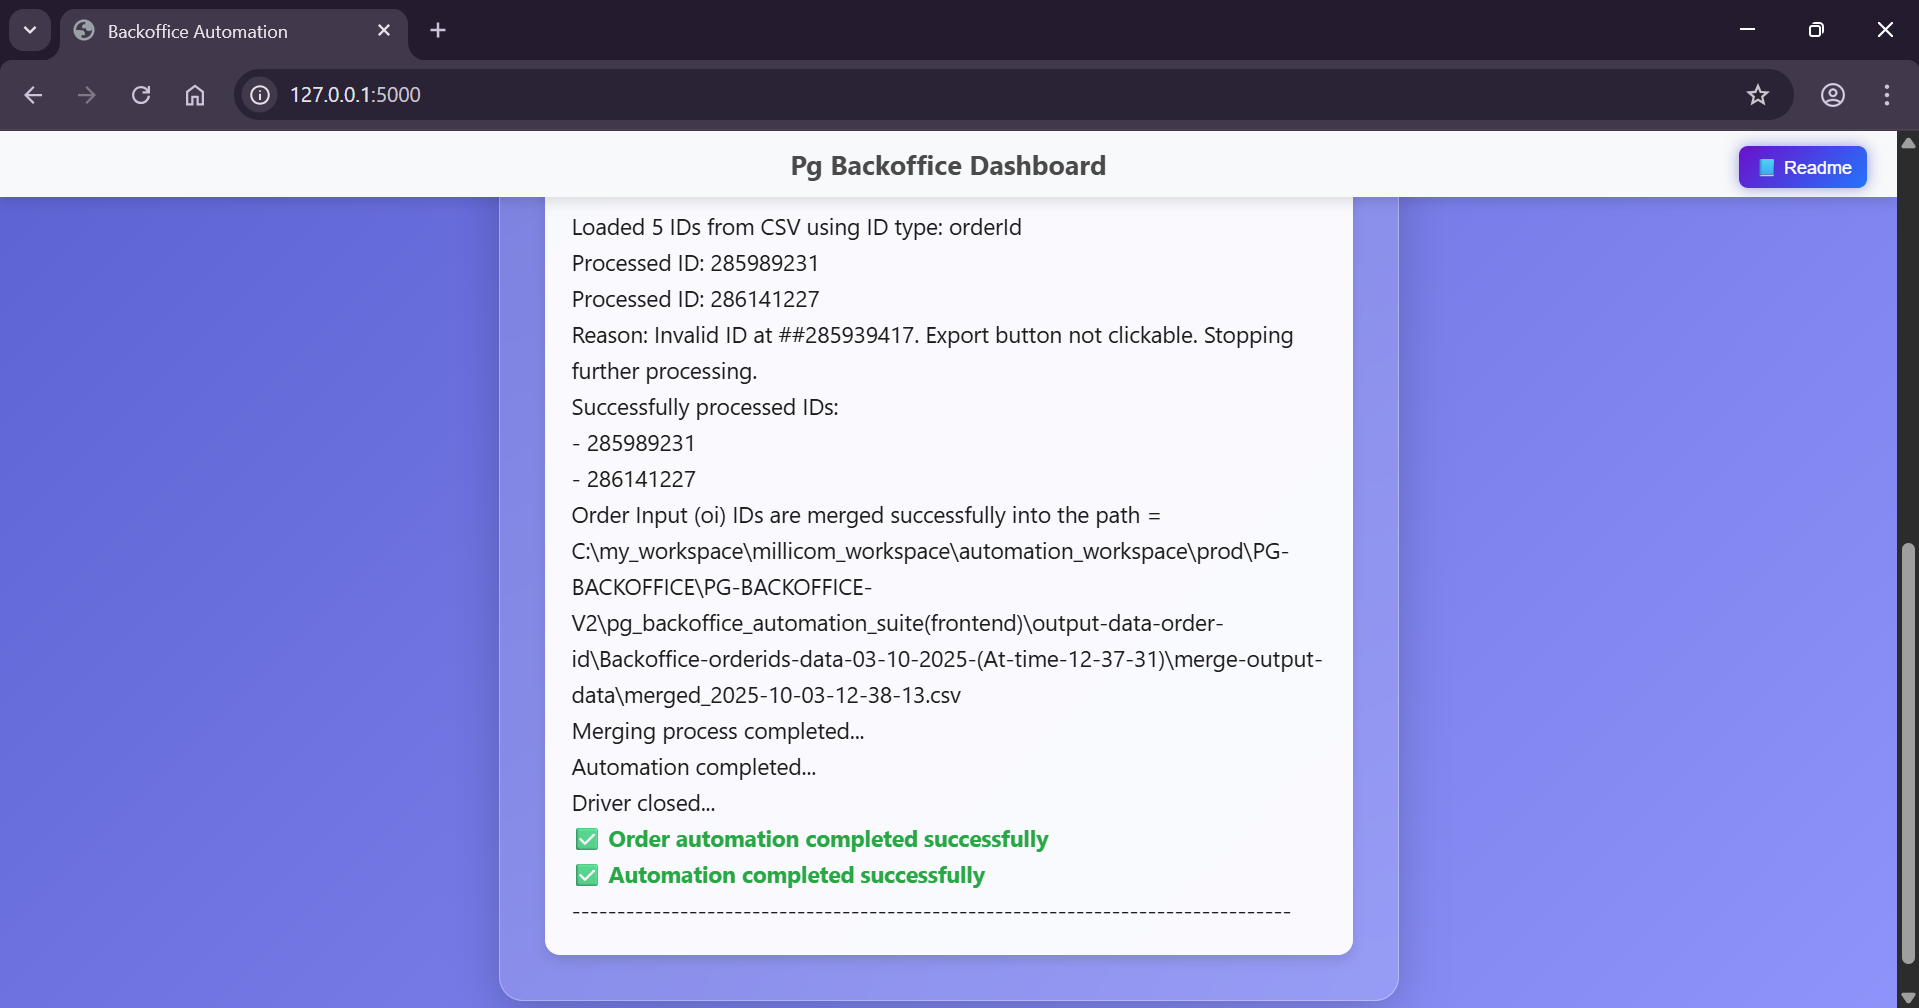 Backoffice Automation
127.0.0.1:5000
Pg Backoffice Dashboard
Readme
Loaded 5 IDs from CSV using ID type: orderId
Processed ID: 285989231
Processed ID: 286141227
Reason: Invalid ID at ##285939417. Export button not clickable. Stopping
further processing.
Successfully processed IDs:
- 285989231
- 286141227
Order Input (oi) IDs are merged successfully into the path =
C:\my_workspace\millicom_workspace\automation_workspace\prod\PG-
BACKOFFICE\PG-BACKOFFICE-
V2\pg_backoffice_automation_suite(frontend)\output-data-order-
id\Backoffice-orderids-data-03-10-2025-(At-time-12-37-31)\merge-output-
data\merged_2025-10-03-12-38-13.csv
Merging process completed...
Automation completed...
Driver closed...
✅ Order automation completed successfully
✅ Automation completed successfully
--------------------------------------------------------------------------------